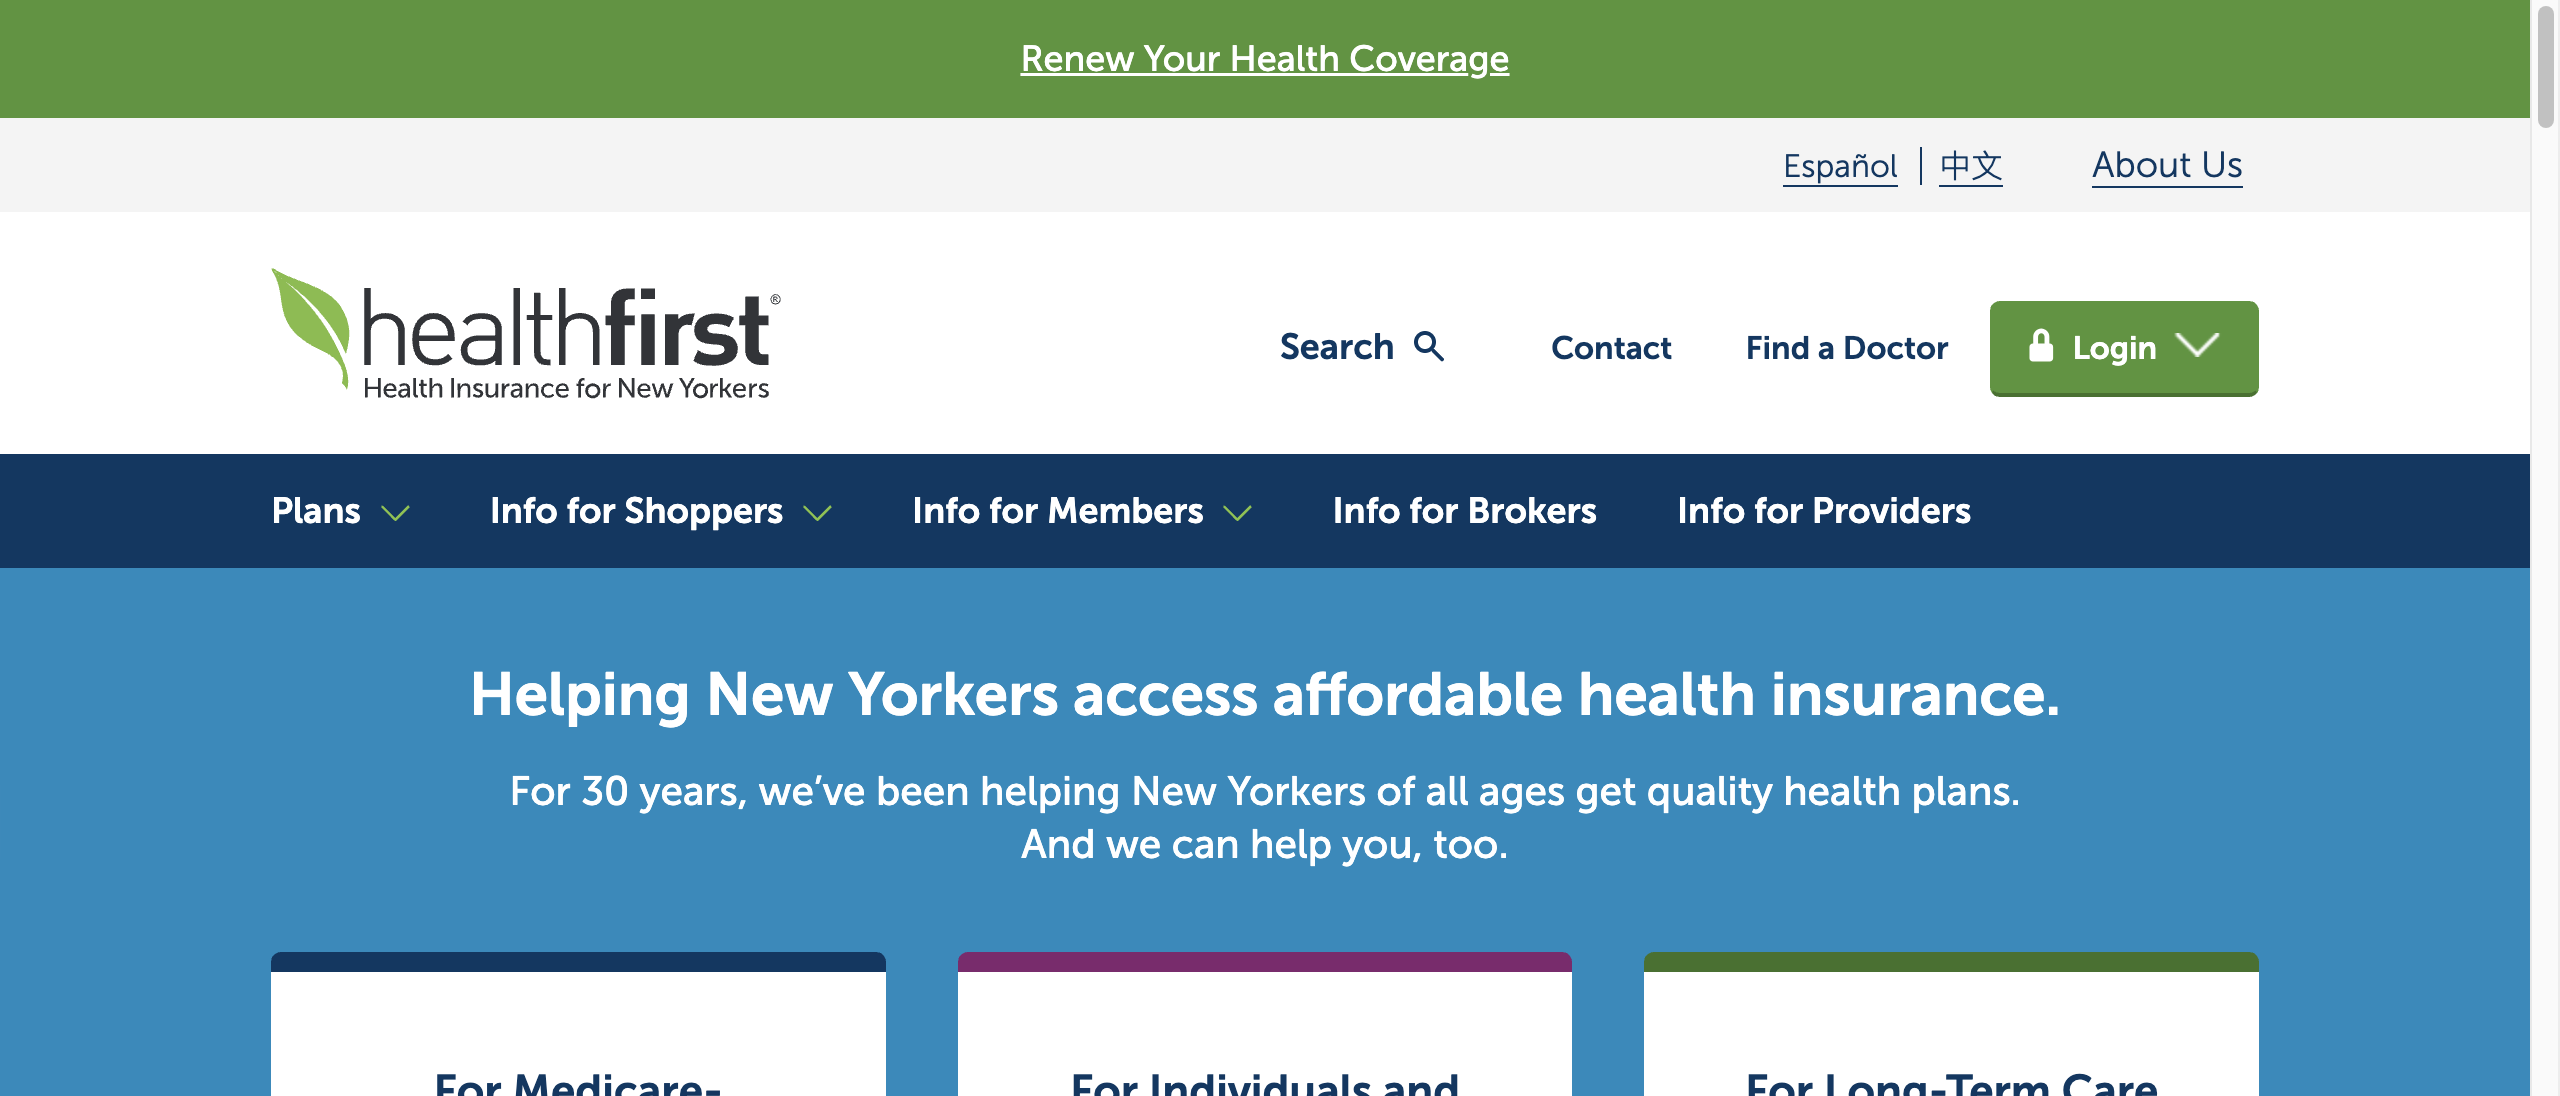 Renew Your Health Coverage
Español | 中文 About Us
healthfirst®
Health Insurance for New Yorkers
Search Contact Find a Doctor Login
Plans Info for Shoppers Info for Members Info for Brokers Info for Providers
Helping New Yorkers access affordable health insurance.
For 30 years, we’ve been helping New Yorkers of all ages get quality health plans.
And we can help you, too.
For Medicare- For Individuals and For Long-Term Care